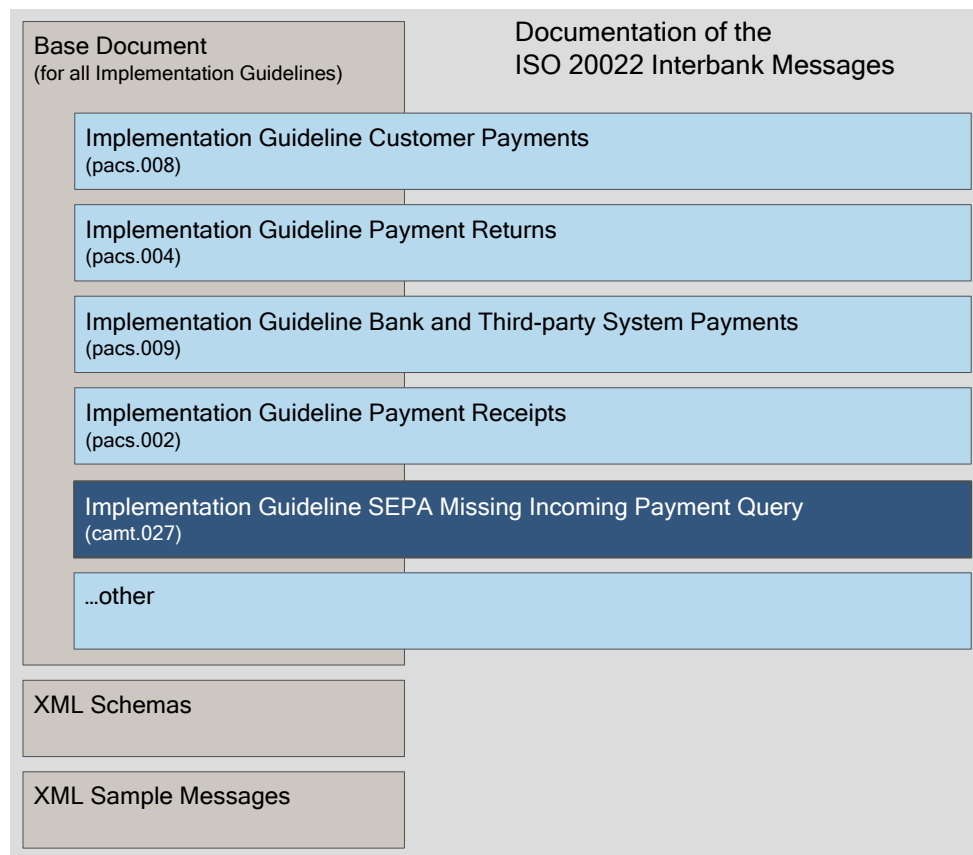 Base Document
(for all Implementation Guidelines)
Documentation of the
ISO 20022 Interbank Messages
Implementation Guideline Customer Payments
(pacs.008)
Implementation Guideline Payment Returns
(pacs.004)
Implementation Guideline Bank and Third-party System Payments
(pacs.009)
Implementation Guideline Payment Receipts
(pacs.002)
Implementation Guideline SEPA Missing Incoming Payment Query
(camt.027)
…other
XML Schemas
XML Sample Messages